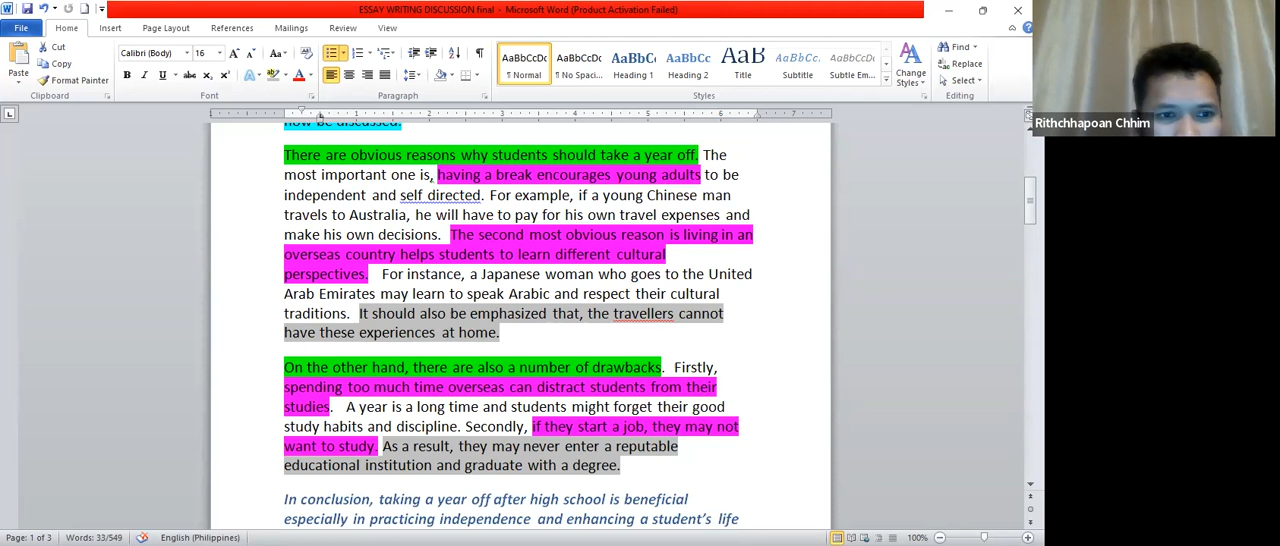 ESSAY WRITING DISCUSSION final - Microsoft Word (Product Activation Failed)
File Home Insert Page Layout References Mailings Review View
Cut
Copy
Format Painter
Paste
Calibri (Body) 16
AaBbCcDc AaBbCcDc AaBbCc AaBbCc AaB AaBbCc. AaBbCcDc
¶ Normal ¶ No Spaci... Heading 1 Heading 2 Title Subtitle Subtle Em...
Change
Styles
Find
Replace
Select
Clipboard Font Paragraph Styles Editing
Rithchhapoan Chhim
1 2 3 4 5 6 7
now be discussed.
There are obvious reasons why students should take a year off. The
most important one is, having a break encourages young adults to be
independent and self directed. For example, if a young Chinese man
travels to Australia, he will have to pay for his own travel expenses and
make his own decisions. The second most obvious reason is living in an
overseas country helps students to learn different cultural
perspectives. For instance, a Japanese woman who goes to the United
Arab Emirates may learn to speak Arabic and respect their cultural
traditions. It should also be emphasized that, the travellers cannot
have these experiences at home.
On the other hand, there are also a number of drawbacks. Firstly,
spending too much time overseas can distract students from their
studies. A year is a long time and students might forget their good
study habits and discipline. Secondly, if they start a job, they may not
want to study. As a result, they may never enter a reputable
educational institution and graduate with a degree.
In conclusion, taking a year off after high school is beneficial
especially in practicing independence and enhancing a student's life
Page: 1 of 3 Words: 33/549 English (Philippines) 100%